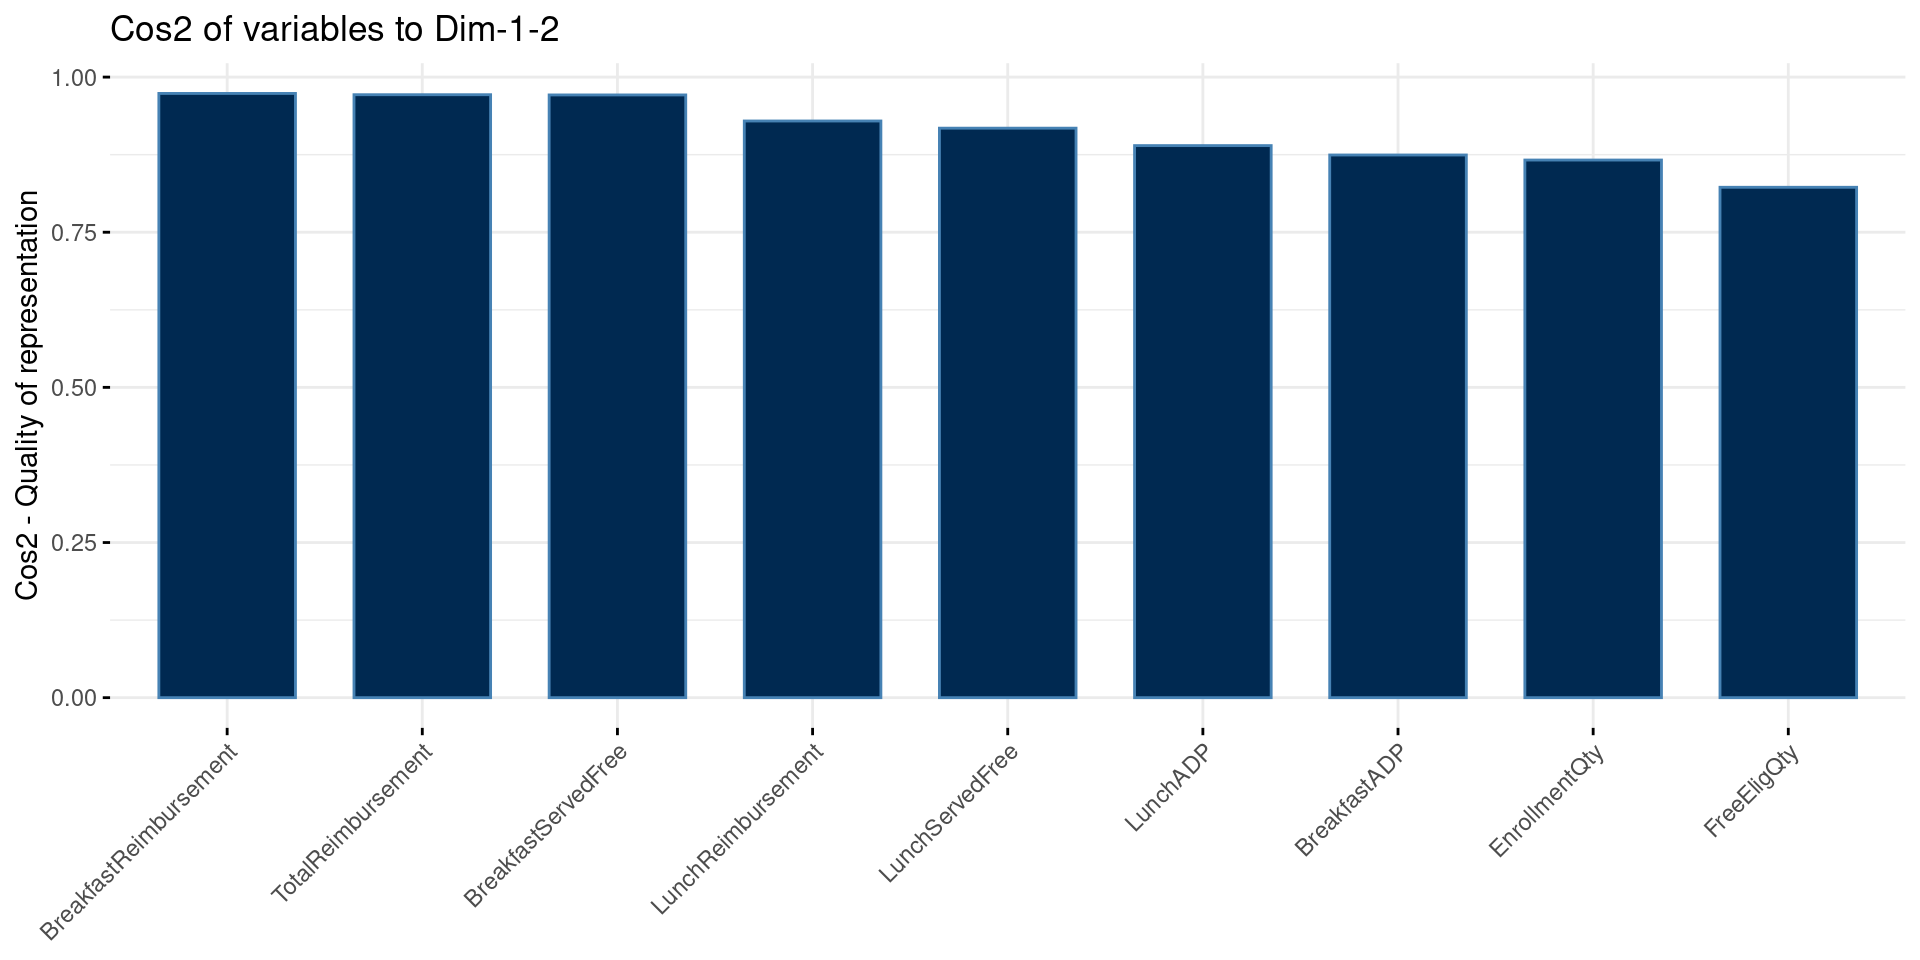 Cos2 of variables to Dim-1-2
Cos2 - Quality of representation
1.00
0.75
0.50
0.25
0.00
BreakfastReimbursement
TotalReimbursement
BreakfastServedFree
LunchReimbursement
LunchServedFree
LunchADP
BreakfastADP
EnrollmentQty
FreeEligQty